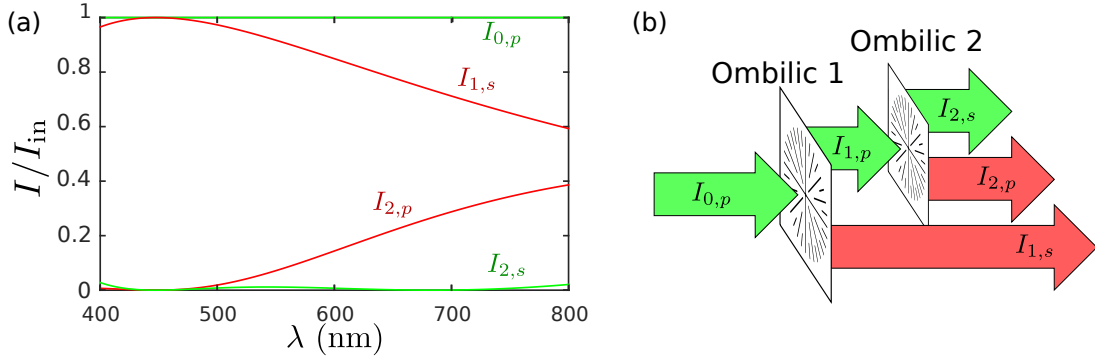 (a)
I/I_in
1
0.8
0.6
0.4
0.2
0
400
500
600
700
800
λ (nm)
I_{0,p}
I_{1,s}
I_{2,p}
I_{2,s}
(b)
Ombilic 2
Ombilic 1
I_{2,s}
I_{1,p}
I_{2,p}
I_{0,p}
I_{1,s}